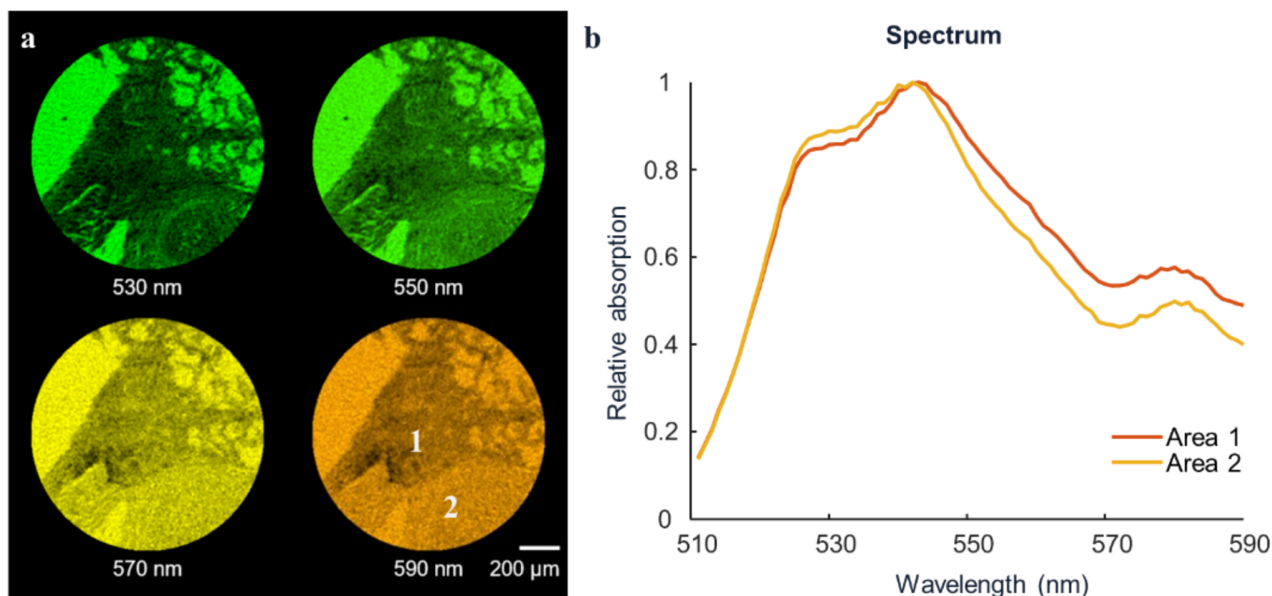 a
530 nm
550 nm
570 nm
590 nm
200 µm
1
2
b
Spectrum
Relative absorption
1
0.8
0.6
0.4
0.2
0
510
530
550
570
590
Wavelength (nm)
Area 1
Area 2